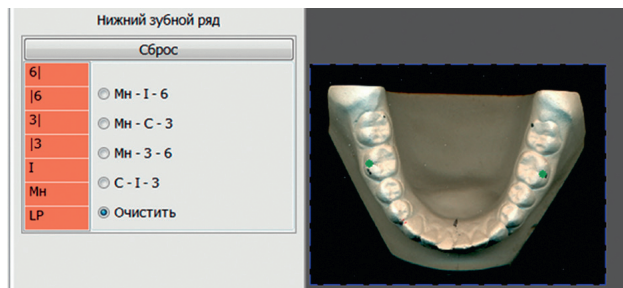 Нижний зубной ряд
Сброс
6|
|6
3|
|3
I
Мн
LP
Мн - I - 6
Мн - С - 3
Мн - 3 - 6
С - I - 3
Очистить